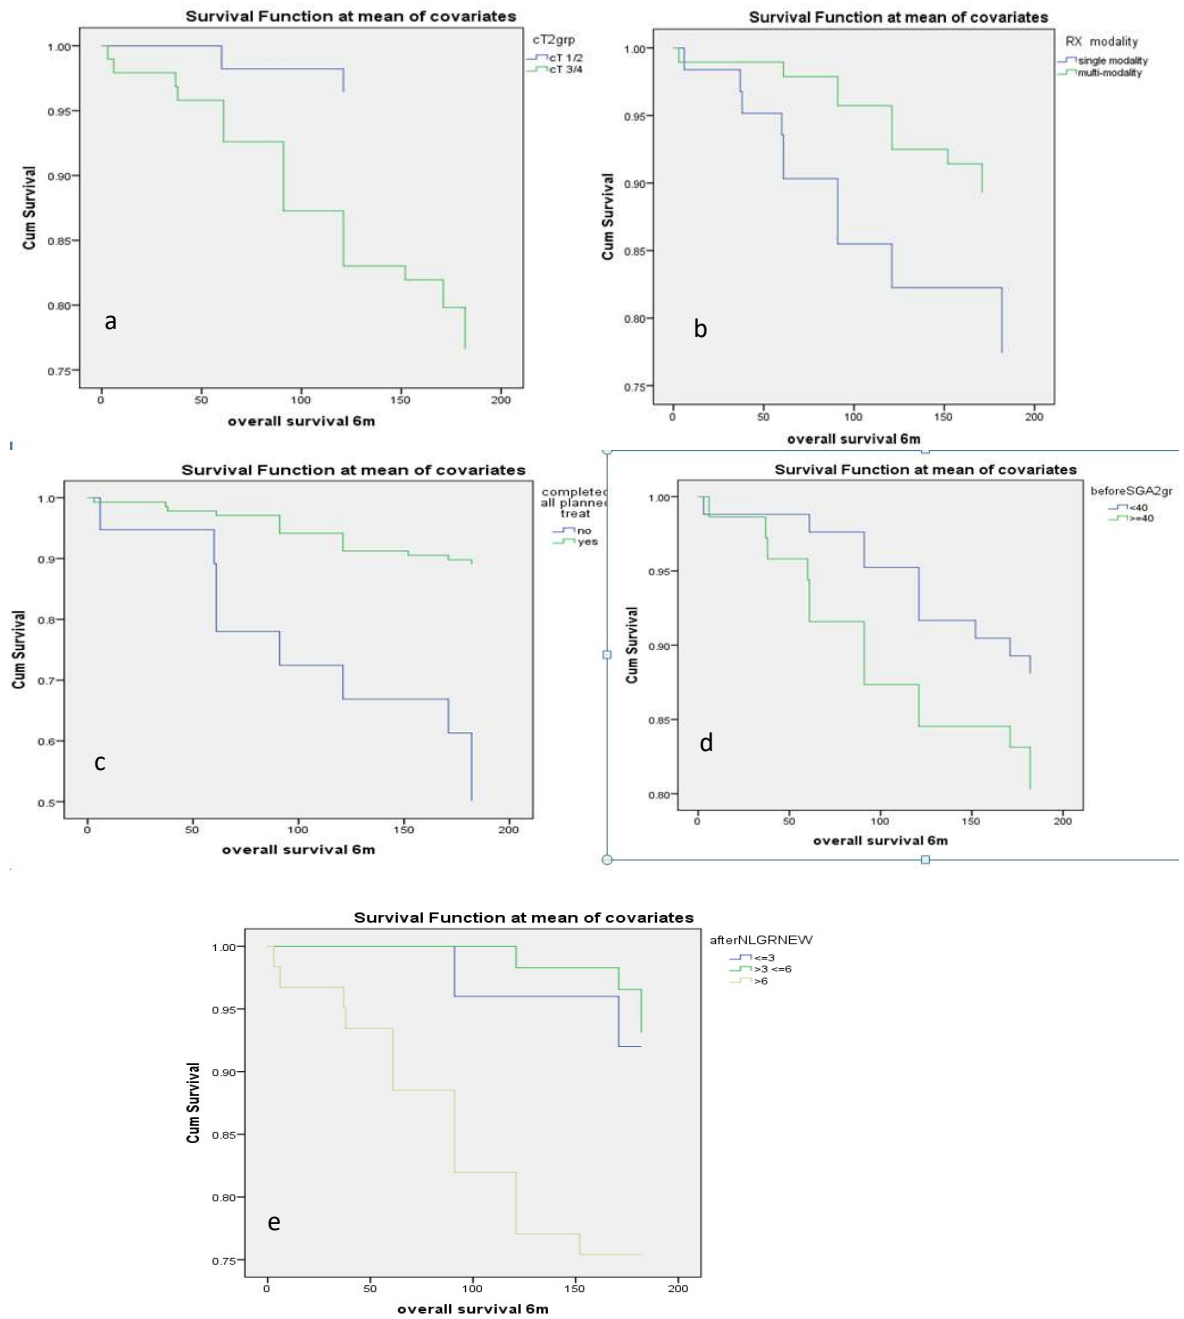 Survival Function at mean of covariates
cT2grp
cT 1/2
cT 3/4
1.00
0.95
0.90
0.85
0.80
0.75
Cum Survival
a
0 50 100 150 200
overall survival 6m
Survival Function at mean of covariates
RX modality
single modality
multi-modality
1.00
0.95
0.90
0.85
0.80
0.75
Cum Survival
b
0 50 100 150 200
overall survival 6m
Survival Function at mean of covariates
completed
all planned
treat
no
yes
1.0
0.9
0.8
0.7
0.6
0.5
Cum Survival
c
0 50 100 150 200
overall survival 6m
Survival Function at mean of covariates
beforeSGA2gr
<40
>=40
1.00
0.95
0.90
0.85
0.80
Cum Survival
d
0 50 100 150 200
overall survival 6m
Survival Function at mean of covariates
afterNLGRNEW
<=3
>3 <=6
>6
1.00
0.95
0.90
0.85
0.80
0.75
Cum Survival
e
0 50 100 150 200
overall survival 6m